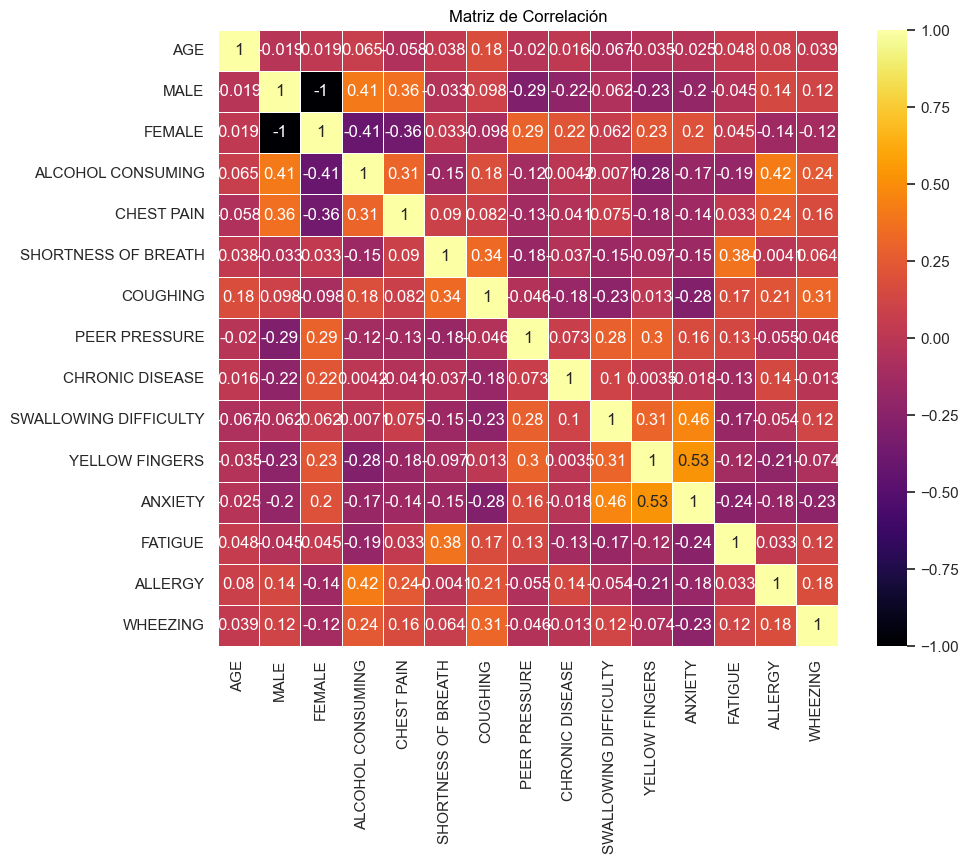 Matriz de Correlación
AGE 1 -0.019 0.019 0.065 -0.058 0.038 0.18 -0.02 0.016 -0.067 -0.035 -0.025 0.048 0.08 0.039
MALE -0.019 1 -1 0.41 0.36 -0.033 0.098 -0.29 -0.22 -0.062 -0.23 -0.2 -0.045 0.14 0.12
FEMALE 0.019 -1 1 -0.41 -0.36 0.033 -0.098 0.29 0.22 0.062 0.23 0.2 0.045 -0.14 -0.12
ALCOHOL CONSUMING 0.065 0.41 -0.41 1 0.31 -0.15 0.18 -0.12 0.0042 -0.0071 -0.28 -0.17 -0.19 0.42 0.24
CHEST PAIN -0.058 0.36 -0.36 0.31 1 0.09 0.082 -0.13 -0.041 0.075 -0.18 -0.14 0.033 0.24 0.16
SHORTNESS OF BREATH 0.038 -0.033 0.033 -0.15 0.09 1 0.34 -0.18 -0.037 -0.15 -0.097 -0.15 0.38 -0.0041 0.064
COUGHING 0.18 0.098 -0.098 0.18 0.082 0.34 1 -0.046 -0.18 -0.23 0.013 -0.28 0.17 0.21 0.31
PEER PRESSURE -0.02 -0.29 0.29 -0.12 -0.13 -0.18 -0.046 1 0.073 0.28 0.3 0.16 0.13 -0.055 -0.046
CHRONIC DISEASE 0.016 -0.22 0.22 0.0042 -0.041 -0.037 -0.18 0.073 1 0.1 0.0035 -0.018 -0.13 0.14 -0.013
SWALLOWING DIFFICULTY -0.067 -0.062 0.062 -0.0071 0.075 -0.15 -0.23 0.28 0.1 1 0.31 0.46 -0.17 -0.054 0.12
YELLOW FINGERS -0.035 -0.23 0.23 -0.28 -0.18 -0.097 0.013 0.3 0.0035 0.31 1 0.53 -0.12 -0.21 -0.074
ANXIETY -0.025 -0.2 0.2 -0.17 -0.14 -0.15 -0.28 0.16 -0.018 0.46 0.53 1 -0.24 -0.18 -0.23
FATIGUE 0.048 -0.045 0.045 -0.19 0.033 0.38 0.17 0.13 -0.13 -0.17 -0.12 -0.24 1 0.033 0.12
ALLERGY 0.08 0.14 -0.14 0.42 0.24 -0.0041 0.21 -0.055 0.14 -0.054 -0.21 -0.18 0.033 1 0.18
WHEEZING 0.039 0.12 -0.12 0.24 0.16 0.064 0.31 -0.046 -0.013 0.12 -0.074 -0.23 0.12 0.18 1
AGE
MALE
FEMALE
ALCOHOL CONSUMING
CHEST PAIN
SHORTNESS OF BREATH
COUGHING
PEER PRESSURE
CHRONIC DISEASE
SWALLOWING DIFFICULTY
YELLOW FINGERS
ANXIETY
FATIGUE
ALLERGY
WHEEZING
1.00
0.75
0.50
0.25
0.00
−0.25
−0.50
−0.75
−1.00